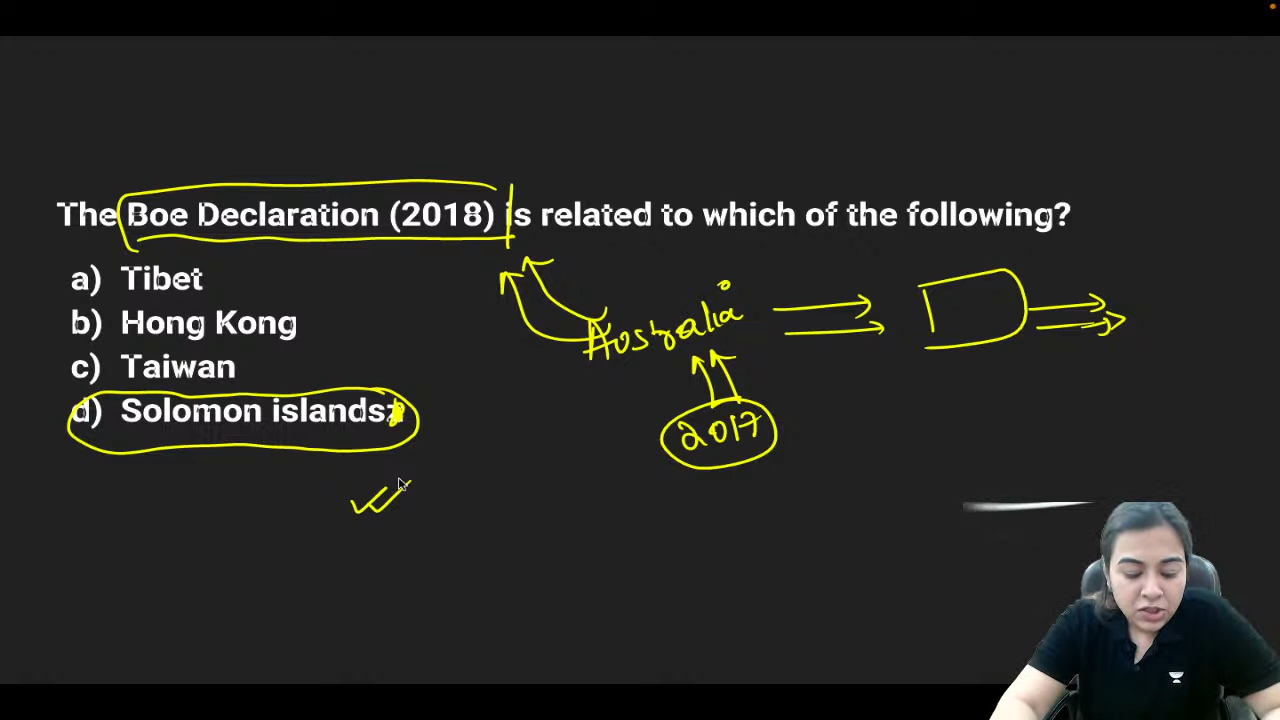 The Boe Declaration (2018) is related to which of the following?
a) Tibet
b) Hong Kong
c) Taiwan
d) Solomon islands
Australia
2017